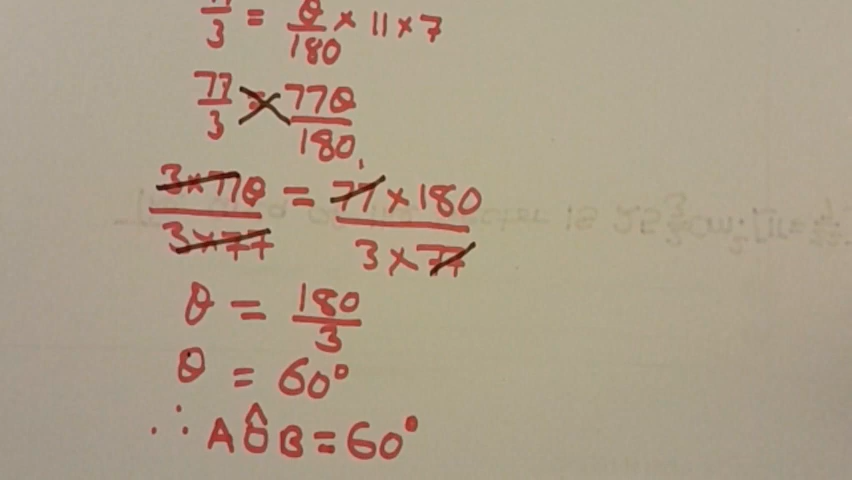 77/3 = θ/180 × 11 × 7
77/3 = 77θ/180
3×77θ/3×77 = 77×180/3×77
θ = 180/3
θ = 60°
∴ AÔB = 60°